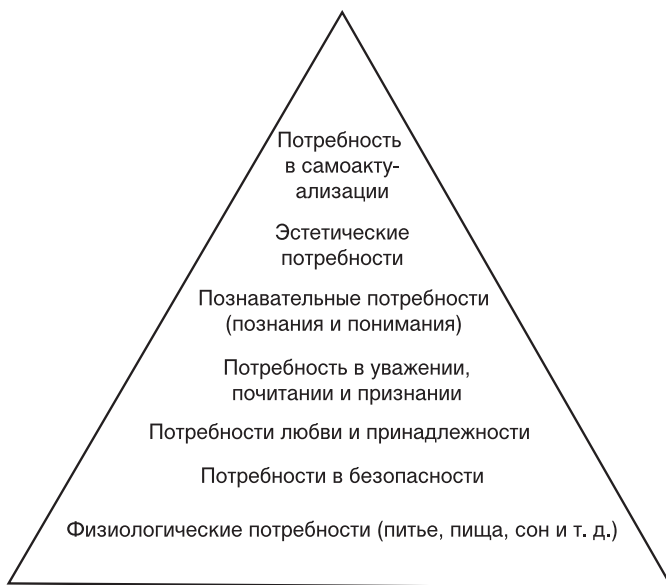 Потребность
в самоакту-
ализации
Эстетические
потребности
Познавательные потребности
(познания и понимания)
Потребность в уважении,
почитании и признании
Потребности любви и принадлежности
Потребности в безопасности
Физиологические потребности (питье, пища, сон и т. д.)